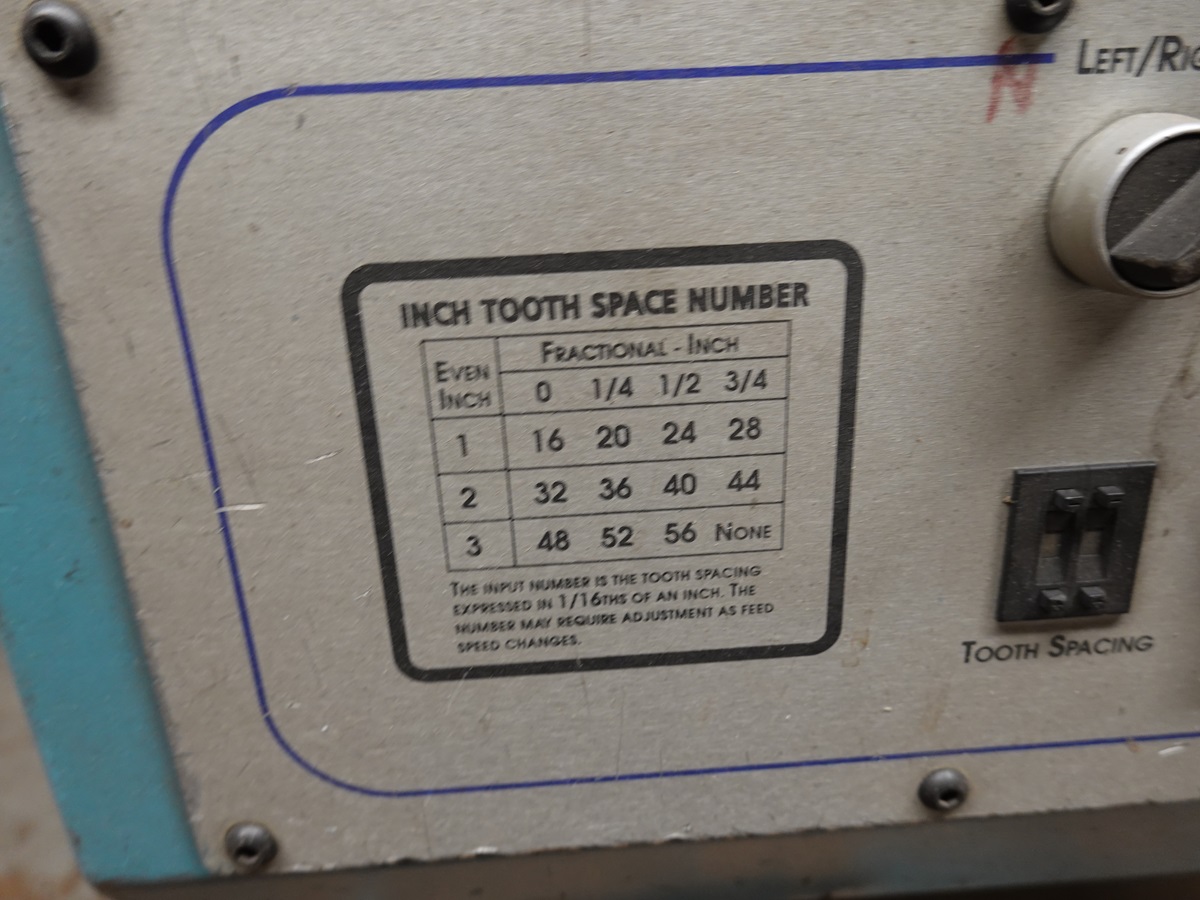 LEFT/RIG
INCH TOOTH SPACE NUMBER
EVEN INCH FRACTIONAL - INCH
0 1/4 1/2 3/4
1 16 20 24 28
2 32 36 40 44
3 48 52 56 NONE
THE INPUT NUMBER IS THE TOOTH SPACING
EXPRESSED IN 1/16THS OF AN INCH. THE
NUMBER MAY REQUIRE ADJUSTMENT AS FEED
SPEED CHANGES.
TOOTH SPACING